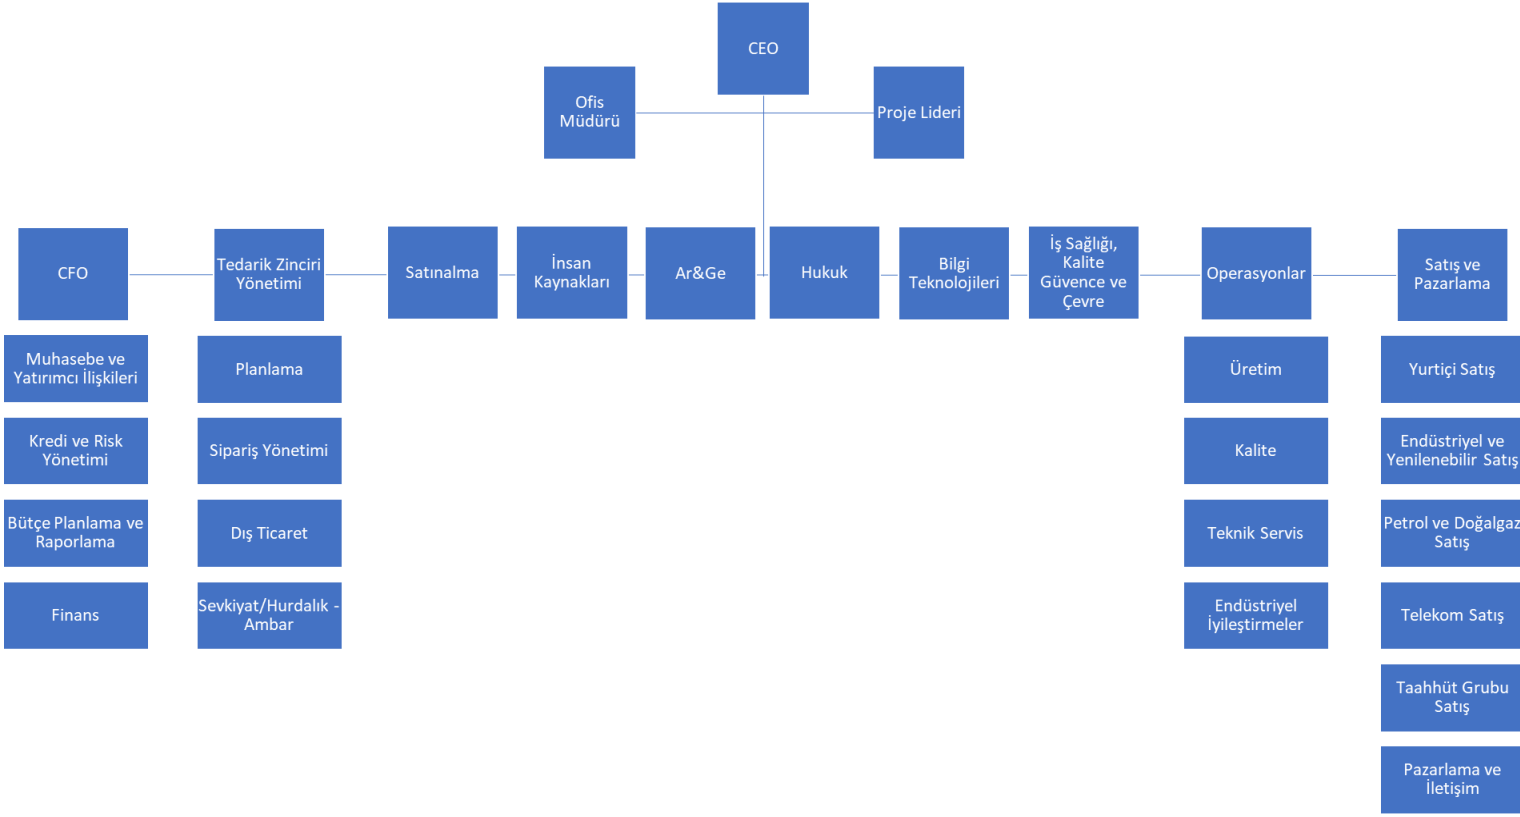 CEO
Ofis
Müdürü
Proje Lideri
CFO
Tedarik Zinciri
Yönetimi
Satınalma
İnsan
Kaynakları
Ar&Ge
Hukuk
Bilgi
Teknolojileri
İş Sağlığı,
Kalite
Güvence ve
Çevre
Operasyonlar
Satış ve
Pazarlama
Muhasebe ve
Yatırımcı İlişkileri
Kredi ve Risk
Yönetimi
Bütçe Planlama ve
Raporlama
Finans
Planlama
Sipariş Yönetimi
Dış Ticaret
Sevkiyat/Hurdalık -
Ambar
Üretim
Kalite
Teknik Servis
Endüstriyel
İyileştirmeler
Yurtiçi Satış
Endüstriyel ve
Yenilenebilir Satış
Petrol ve Doğalgaz
Satış
Telekom Satış
Taahhüt Grubu
Satış
Pazarlama ve
İletişim